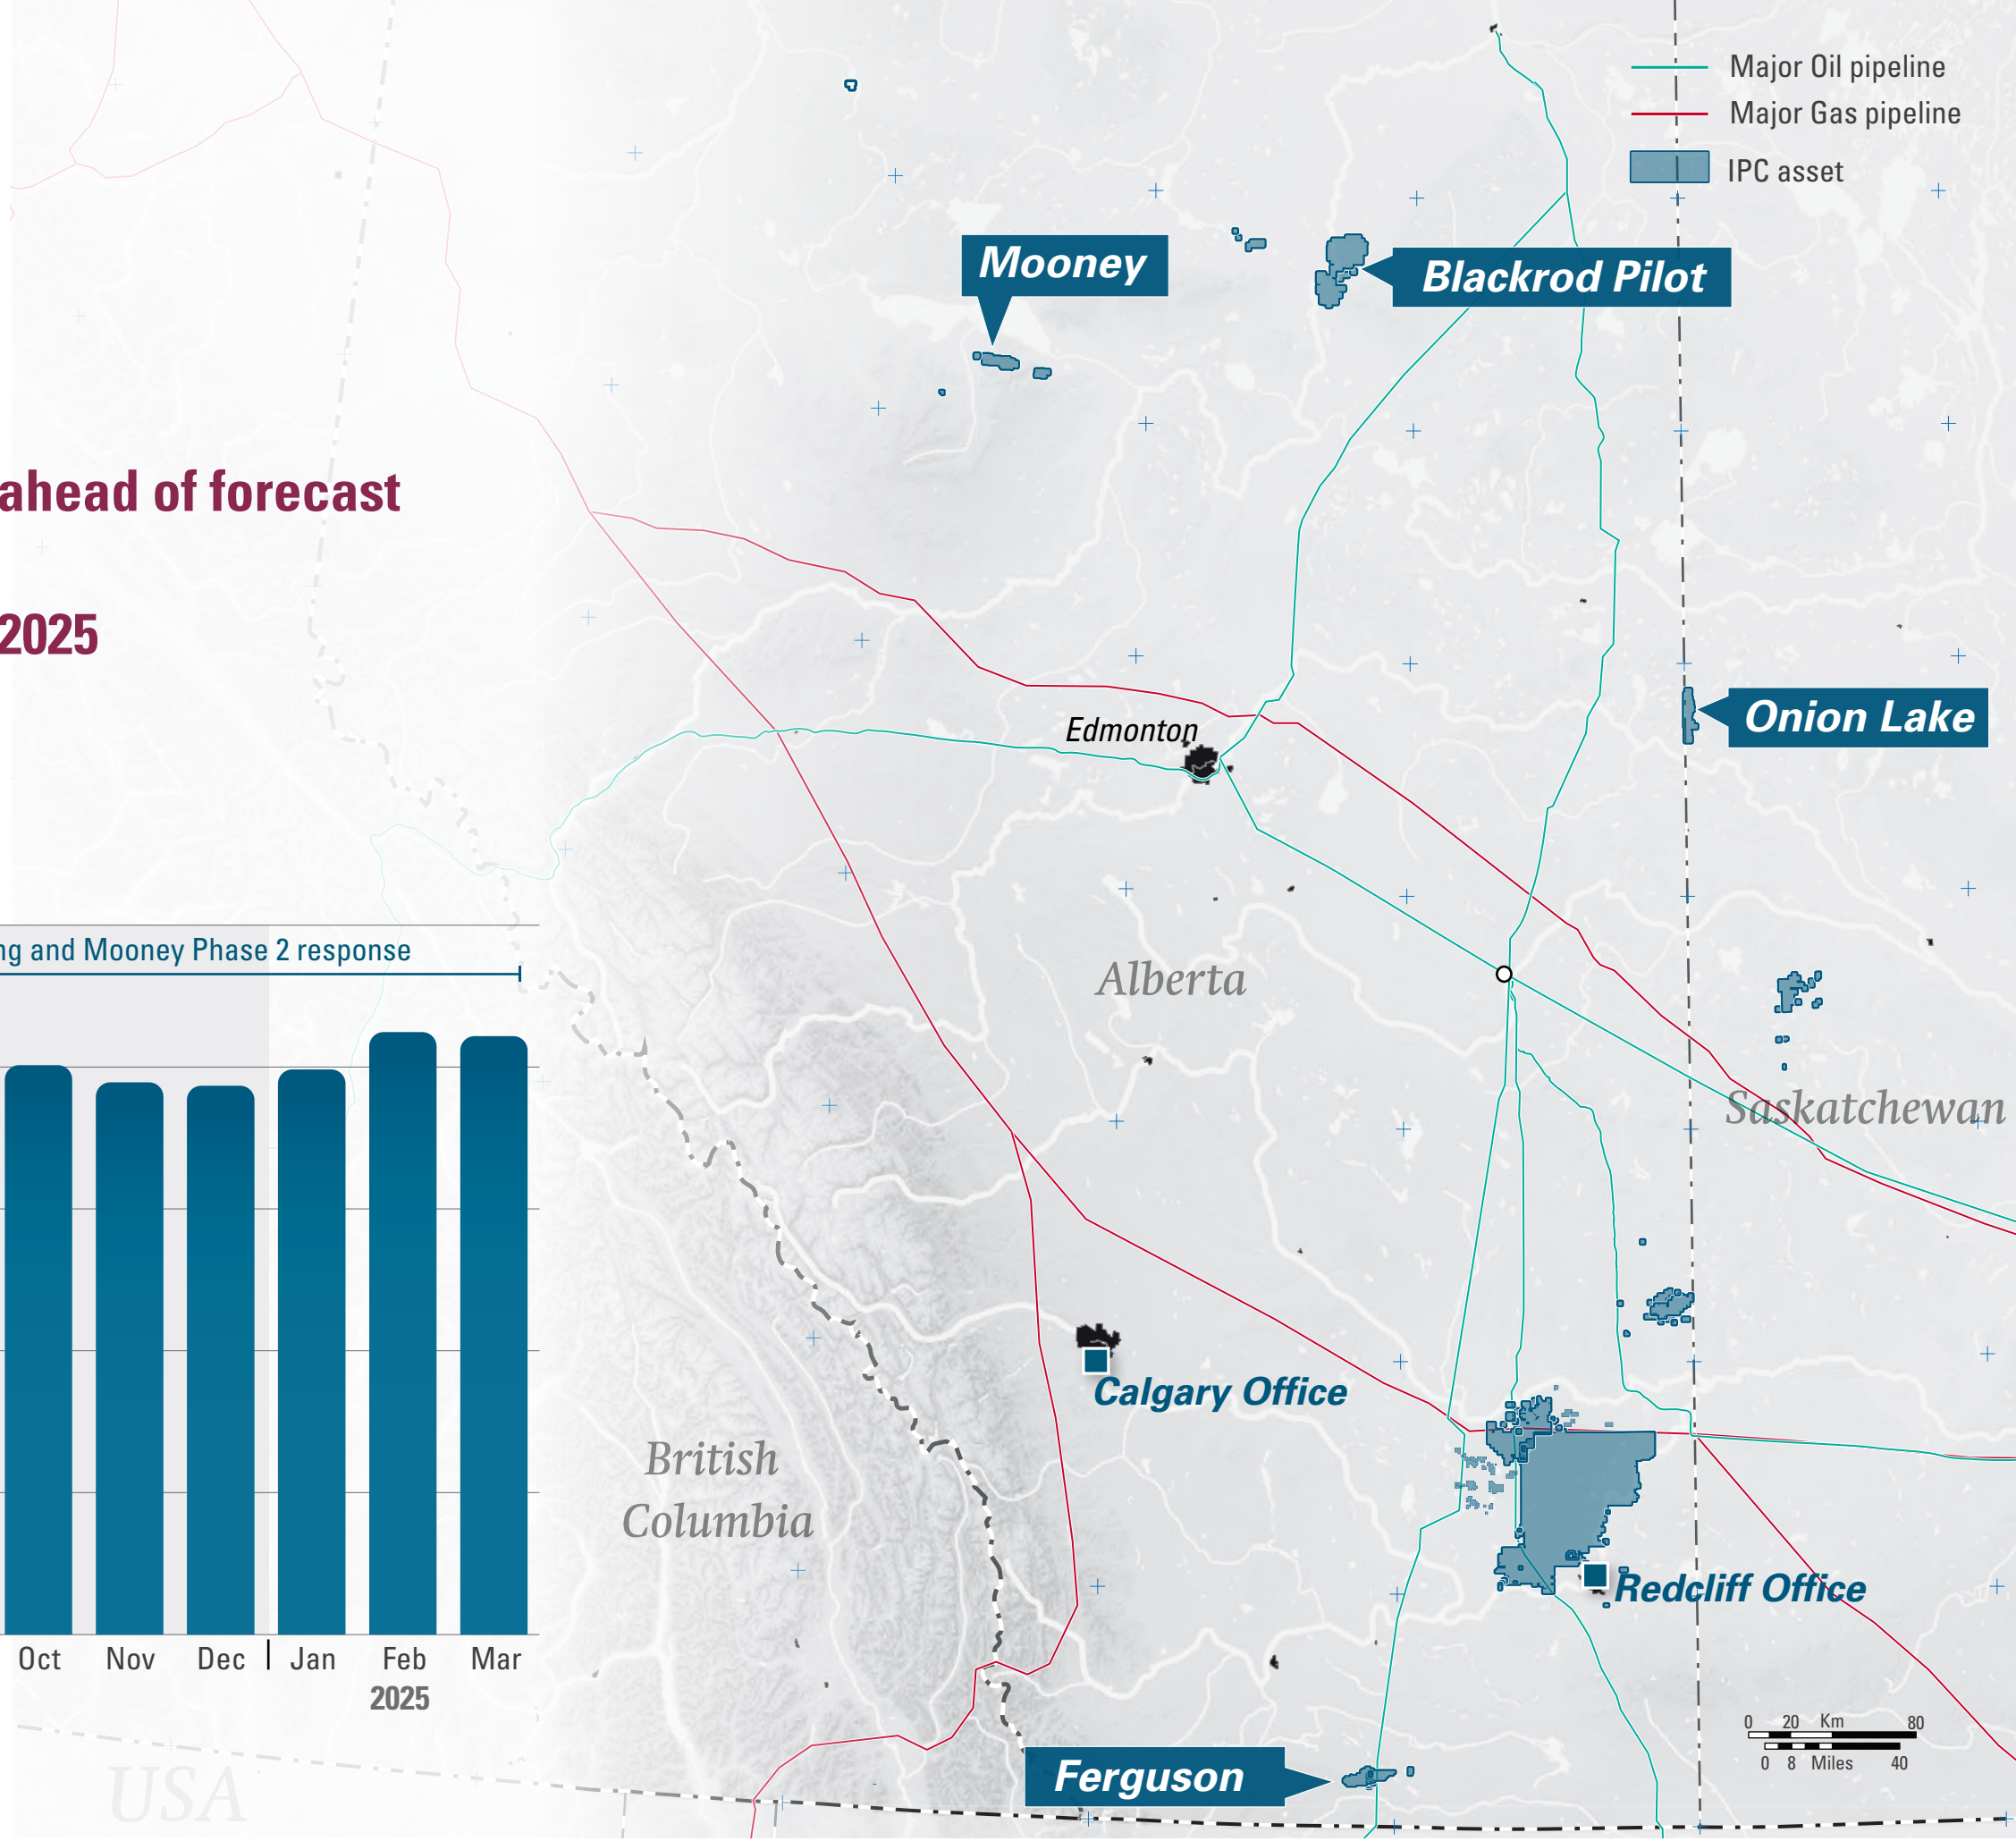 Major Oil pipeline
Major Gas pipeline
IPC asset
Mooney
Blackrod Pilot
ahead of forecast
2025
Onion Lake
Edmonton
ng and Mooney Phase 2 response
Alberta
Saskatchewan
Calgary Office
British
Columbia
Redcliff Office
Oct Nov Dec Jan Feb Mar
2025
0 20 Km 80
0 8 Miles 40
Ferguson
USA